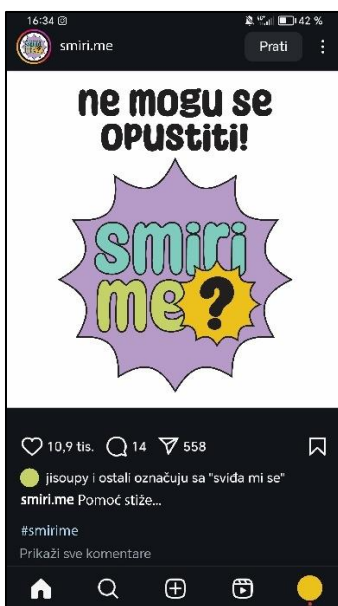 16:34
42 %
smiri.me
Prati
ne mogu se
opustiti!
smiri
me?
10,9 tis. 14 558
jisoupy i ostali označuju sa "sviđa mi se"
smiri.me Pomoć stiže...
#smirime
Prikaži sve komentare